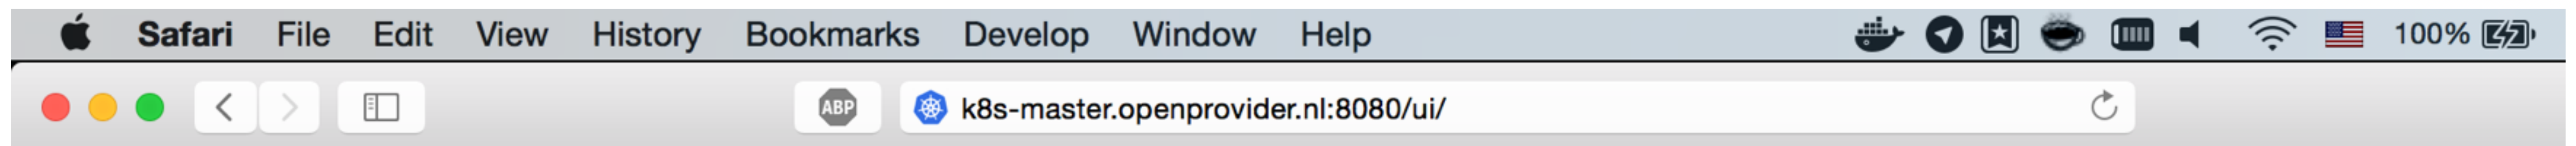 Safari File Edit View History Bookmarks Develop Window Help 100%
ABP k8s-master.openprovider.nl:8080/ui/